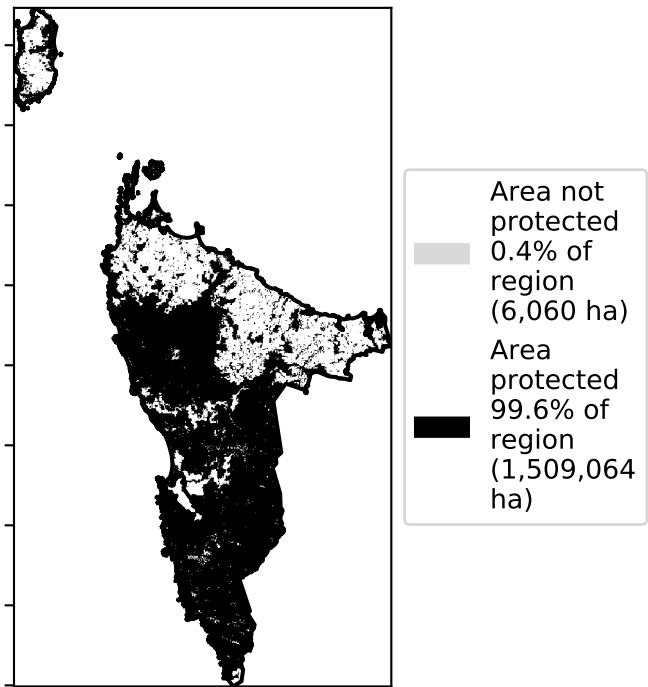 Area not
protected
0.4% of
region
(6,060 ha)
Area
protected
99.6% of
region
(1,509,064
ha)